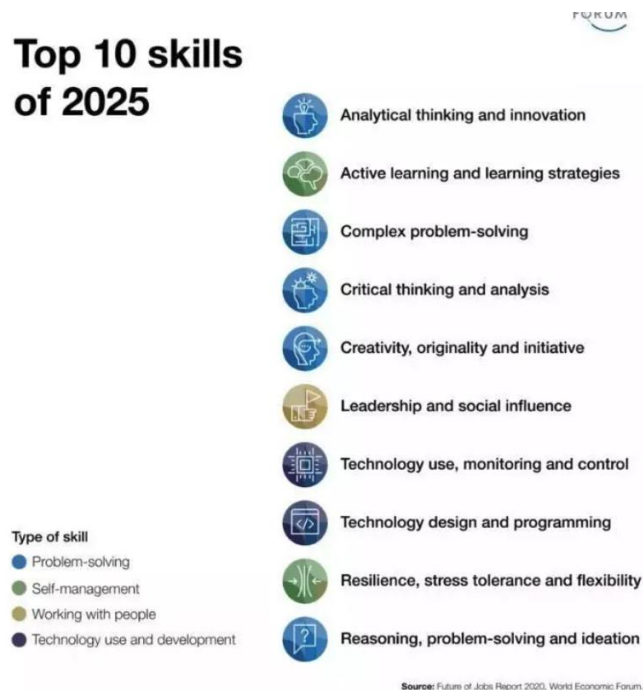 FORUM
Top 10 skills
of 2025
Analytical thinking and innovation
Active learning and learning strategies
Complex problem-solving
Critical thinking and analysis
Creativity, originality and initiative
Leadership and social influence
Technology use, monitoring and control
Technology design and programming
Resilience, stress tolerance and flexibility
Reasoning, problem-solving and ideation
Type of skill
Problem-solving
Self-management
Working with people
Technology use and development
Source: Future of Jobs Report 2020, World Economic Forum